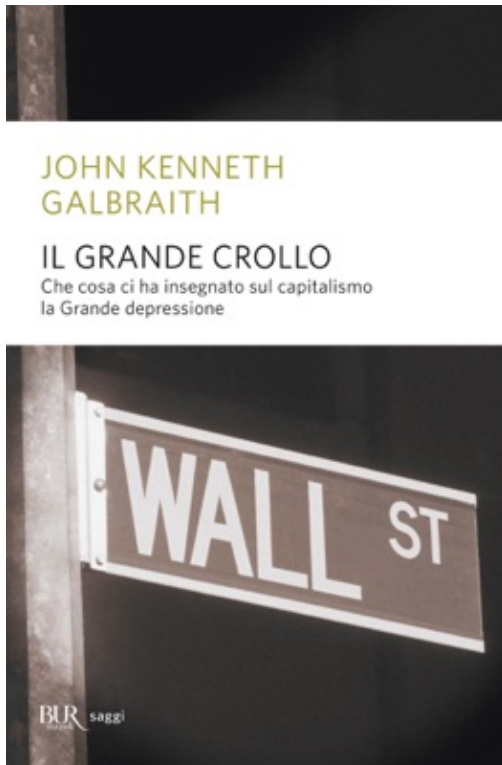 JOHN KENNETH
GALBRAITH
IL GRANDE CROLLO
Che cosa ci ha insegnato sul capitalismo
la Grande depressione
WALL ST
BUR saggi